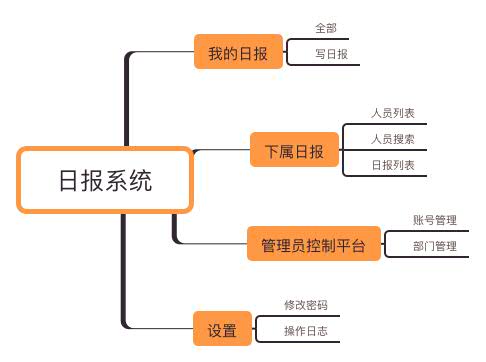 日报系统
我的日报
全部
写日报
下属日报
人员列表
人员搜索
日报列表
管理员控制平台
账号管理
部门管理
设置
修改密码
操作日志